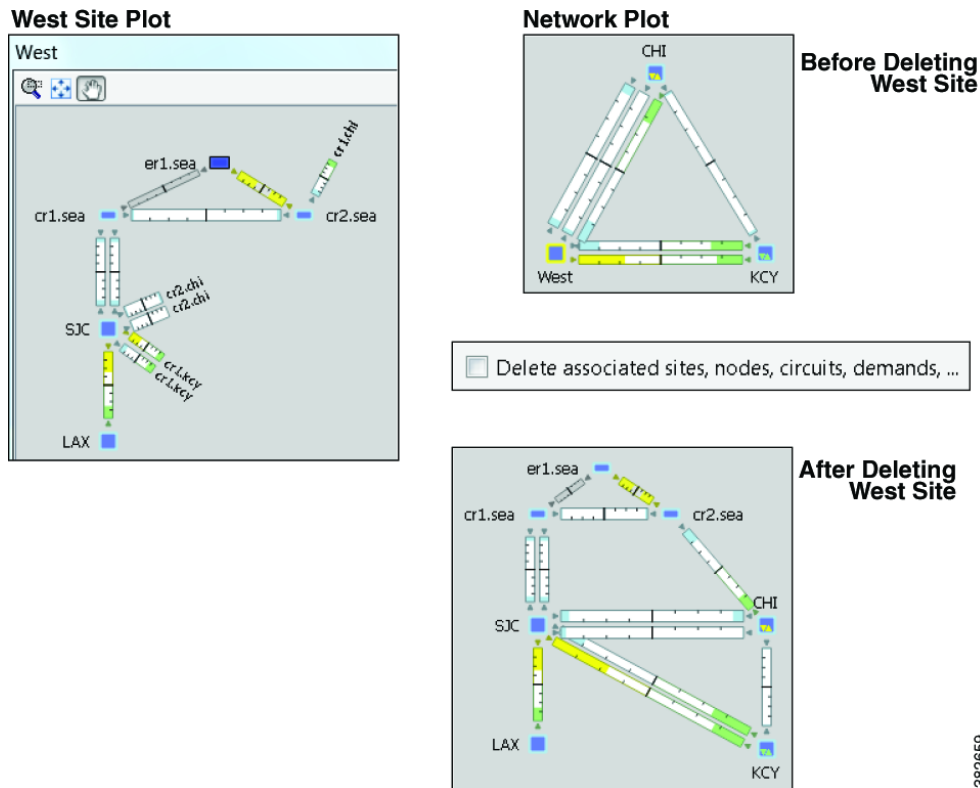 West Site Plot
West
er1.sea
cr1.chi
cr1.sea
cr2.sea
cr2.chi
cr2.chi
SJC
cr1.kcy
cr1.kcy
LAX
Network Plot
CHI
Before Deleting
West Site
West
KCY
Delete associated sites, nodes, circuits, demands, ...
After Deleting
West Site
er1.sea
cr1.sea
cr2.sea
CHI
SJC
LAX
KCY
382659